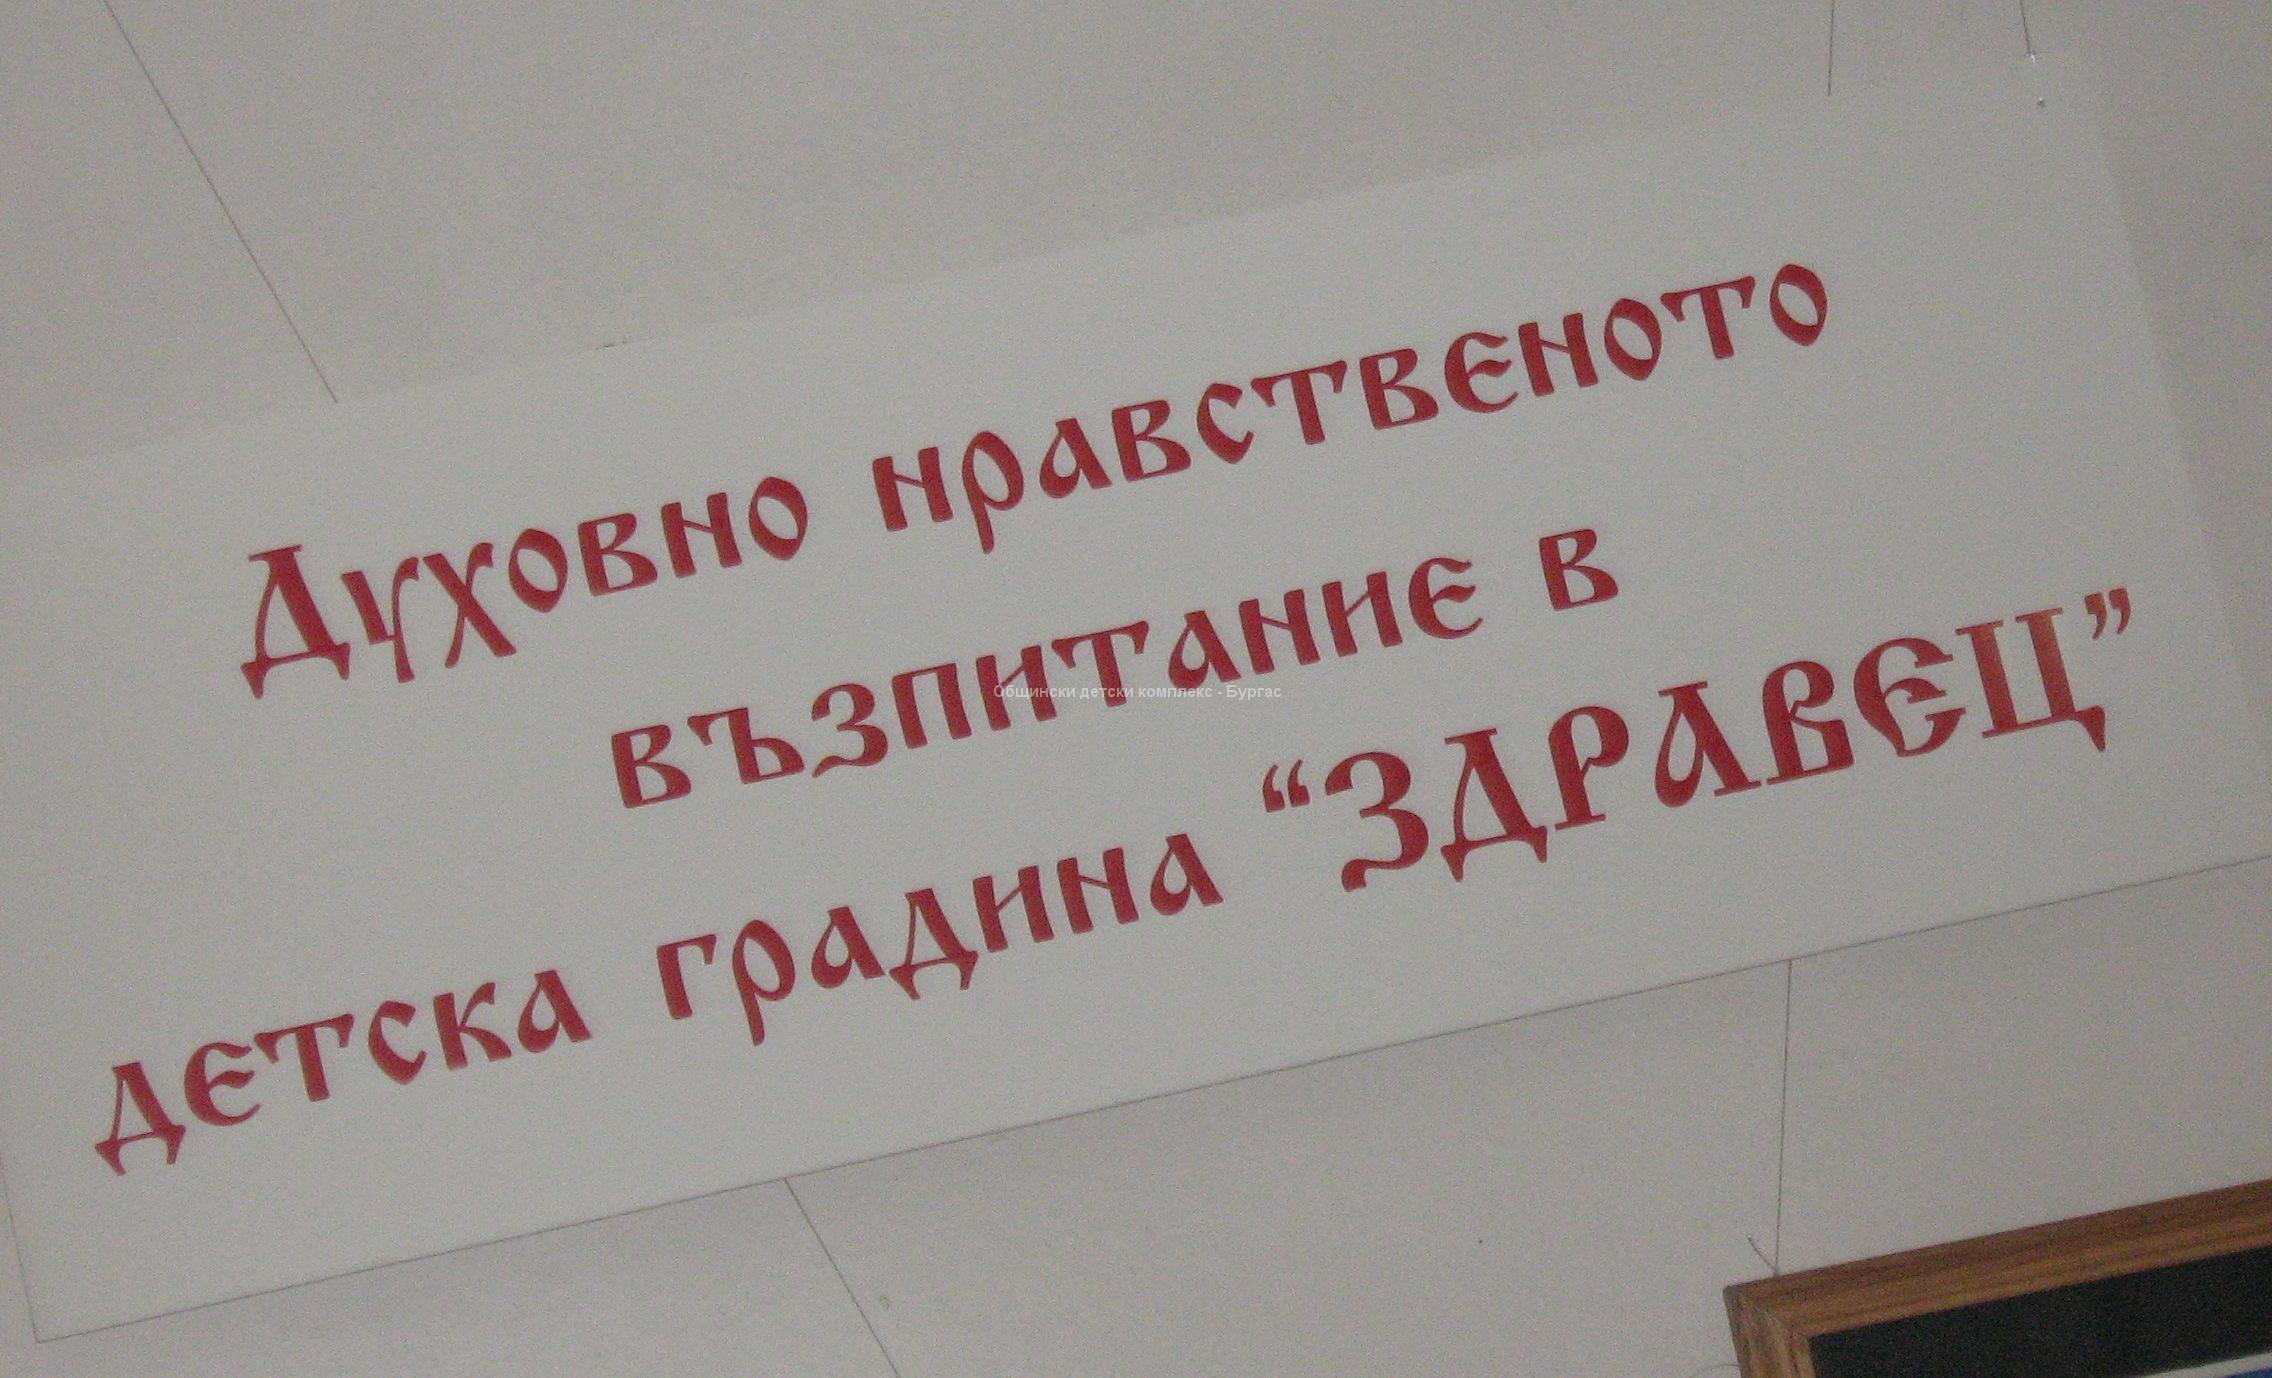 Духовно нравственото
възпитание в
Общински детски комплекс - Бургас
детска градина “ЗДРАВЕЦ”